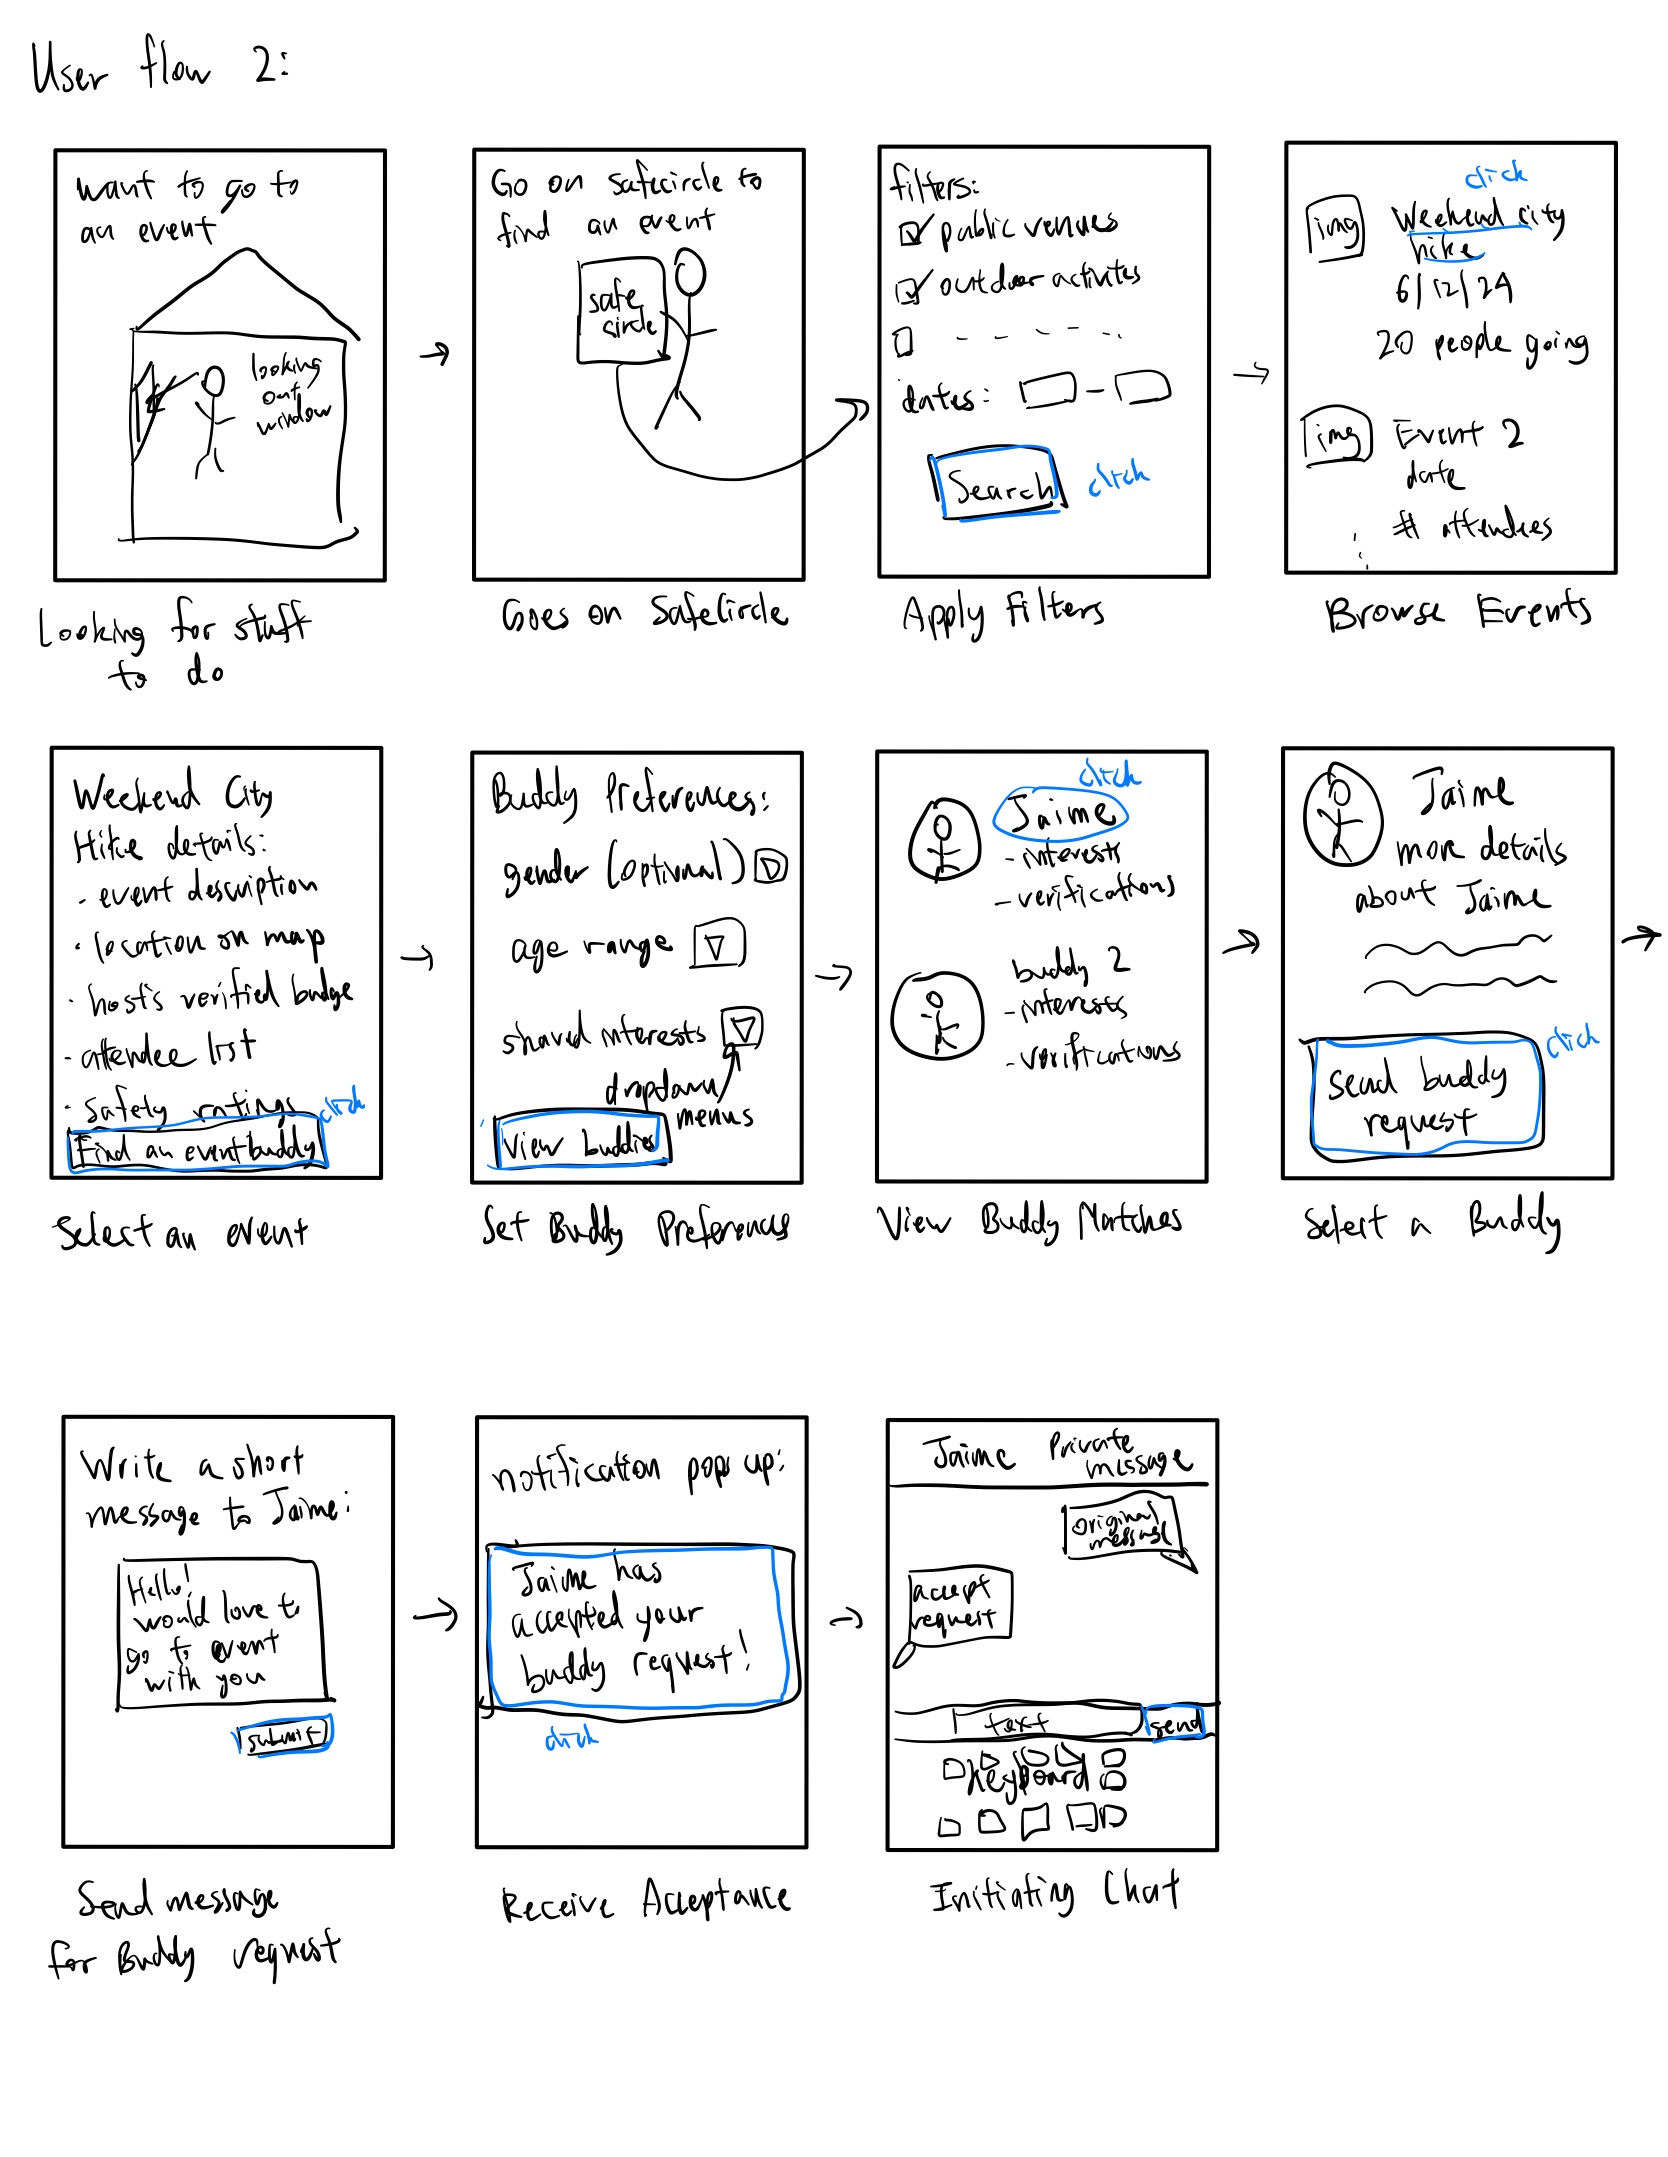 User flow 2:
want to go to
an event
looking
out
window
Looking for stuff
to do
Go on safecircle to
find an event
safe
circle
Goes on SafeCircle
filters:
public venues
outdoor activites
dates: -
Search
click
Apply Filters
click
img
Weekend city
hike
6/12/24
20 people going
img
Event 2
date
# attendees
Browse Events
Weekend City
Hike details:
· event description
· location on map
· host's verified badge
· attendee list
· safety ratings
click
Find an event buddy
Select an event
Buddy Preferences:
gender (optional)
age range
shared interests
dropdown
menus
View buddies
Set Buddy Preferences
click
Jaime
- interests
- verifications
buddy 2
- interests
- verifications
View Buddy Matches
Jaime
more details
about Jaime
click
send buddy
request
Select a Buddy
Write a short
message to Jaime:
Hello!
would love to
go to event
with you
submit
Send message
for Buddy request
notification pops up:
Jaime has
accepted your
buddy request!
click
Receive Acceptance
Jaime Private
message
original
message
accept
request
text
send
keyboard
Initiating Chat